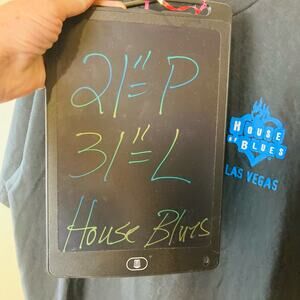 21"=P
31"=L
House Blues
HOUSE
OF BLUES
LAS VEGAS